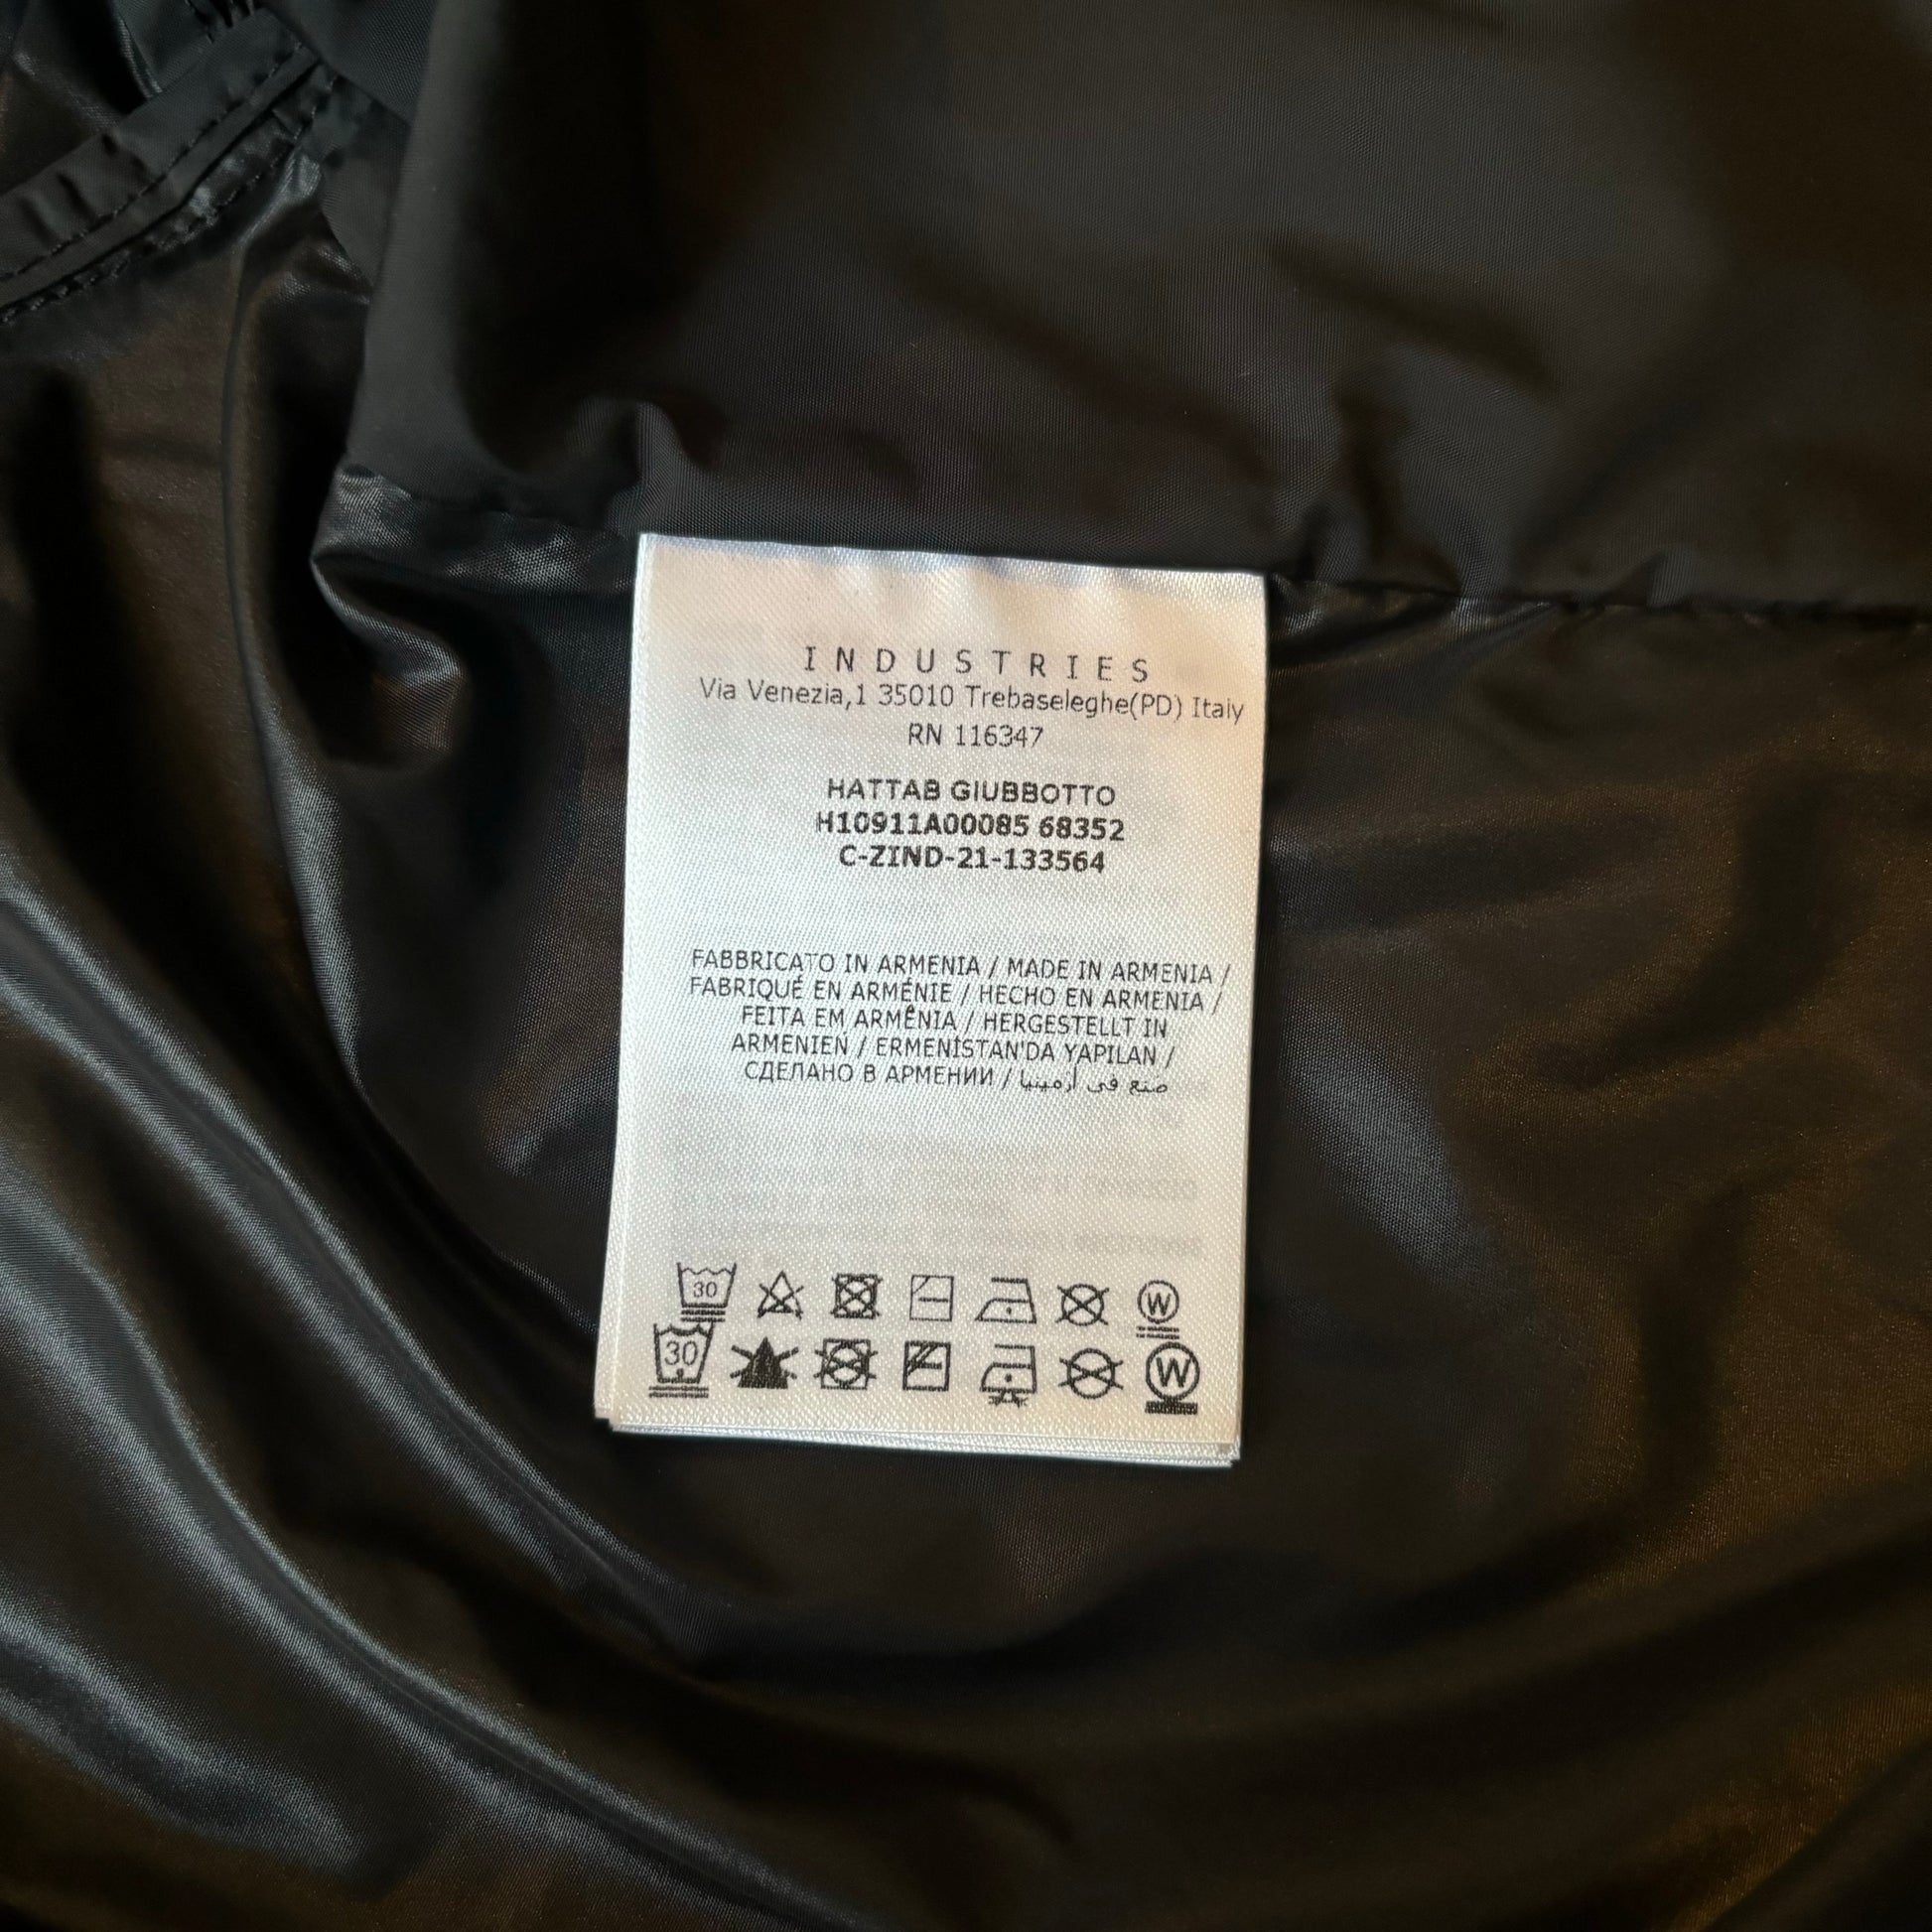 INDUSTRIES
Via Venezia,1 35010 Trebaseleghe(PD) Italy
RN 116347
HATTAB GIUBBOTTO
H10911A00085 68352
C-ZIND-21-133564
FABBRICATO IN ARMENIA / MADE IN ARMENIA /
FABRIQUÉ EN ARMÉNIE / HECHO EN ARMENIA /
FEITA EM ARMÊNIA / HERGESTELLT IN
ARMENIEN / ERMENİSTAN'DA YAPILAN /
СДЕЛАНО В АРМЕНИИ / صنع في أرمينيا
30 W
30 W